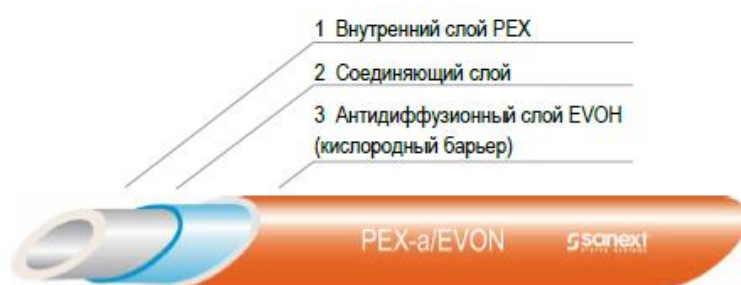 1 Внутренний слой PEX
2 Соединяющий слой
3 Антидиффузионный слой EVOH
(кислородный барьер)
PEX-a/EVON sanext